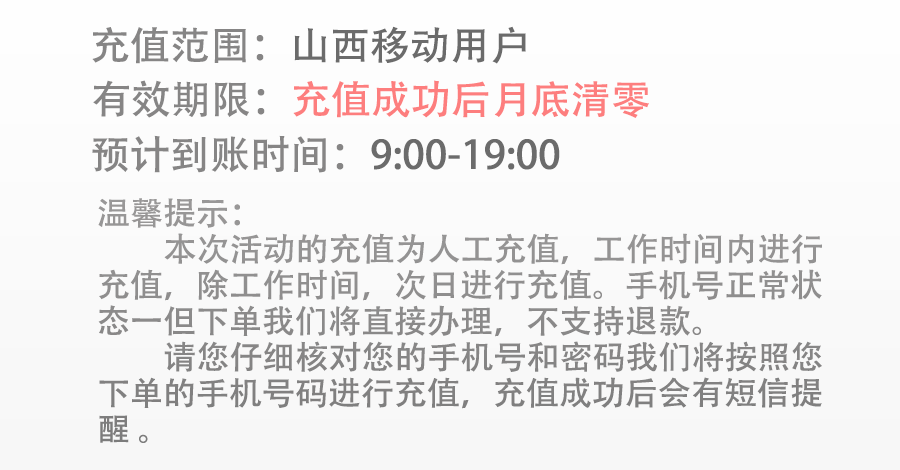 充值范围：山西移动用户
有效期限：充值成功后月底清零
预计到账时间：9:00-19:00
温馨提示：
本次活动的充值为人工充值，工作时间内进行
充值，除工作时间，次日进行充值。手机号正常状
态一但下单我们将直接办理，不支持退款。
请您仔细核对您的手机号和密码我们将按照您
下单的手机号码进行充值，充值成功后会有短信提
醒。